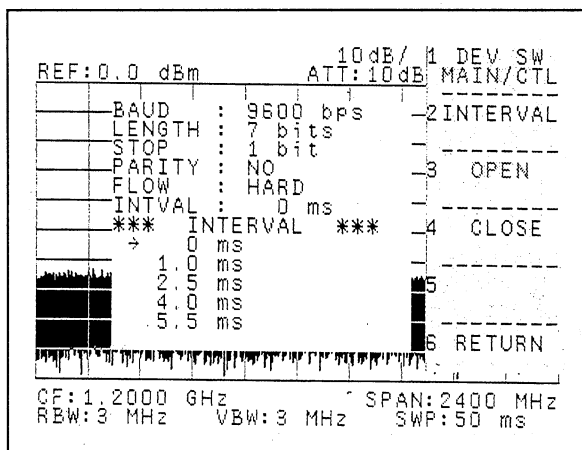 REF:0.0 dBm 10dB/ ATT:10dB
1 DEV SW MAIN/CTL
2 INTERVAL
3 OPEN
4 CLOSE
5
6 RETURN
BAUD : 9600 bps
LENGTH : 7 bits
STOP : 1 bit
PARITY : NO
FLOW : HARD
INTVAL : 0 ms
*** INTERVAL ***
→ 0 ms
1.0 ms
2.5 ms
4.0 ms
5.5 ms
CF:1.2000 GHz SPAN:2400 MHz
RBW:3 MHz VBW:3 MHz SWP:50 ms